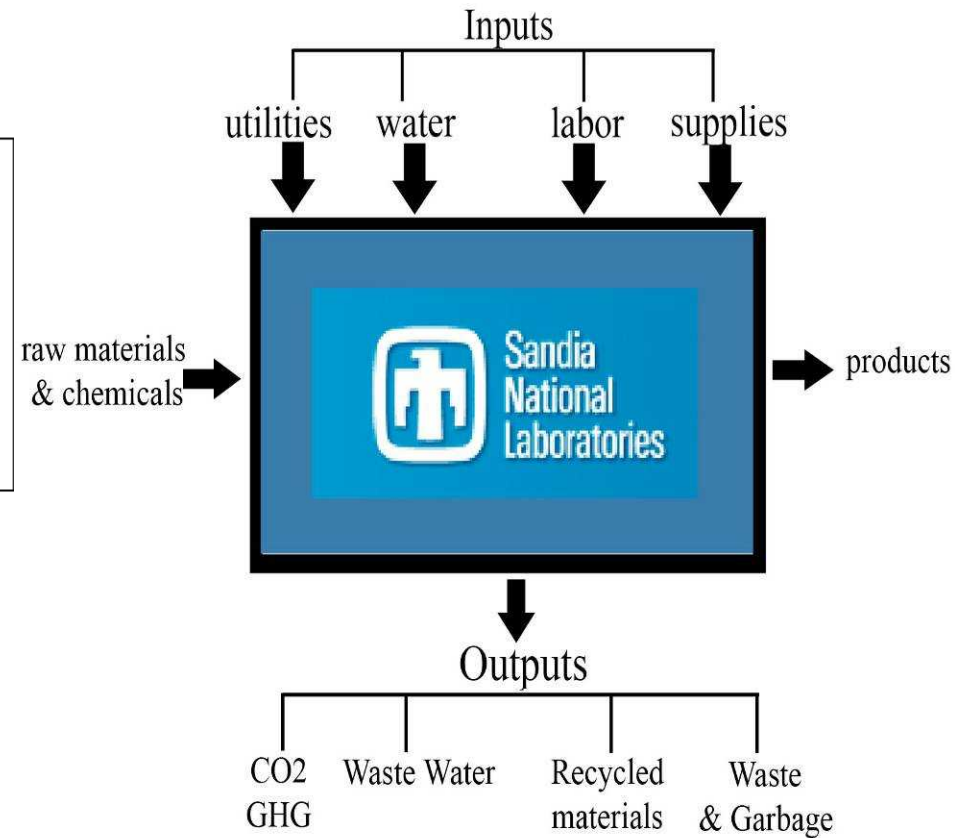 Inputs
utilities water labor supplies
raw materials
& chemicals
Sandia
National
Laboratories
products
Outputs
CO2
GHG
Waste Water
Recycled
materials
Waste
& Garbage